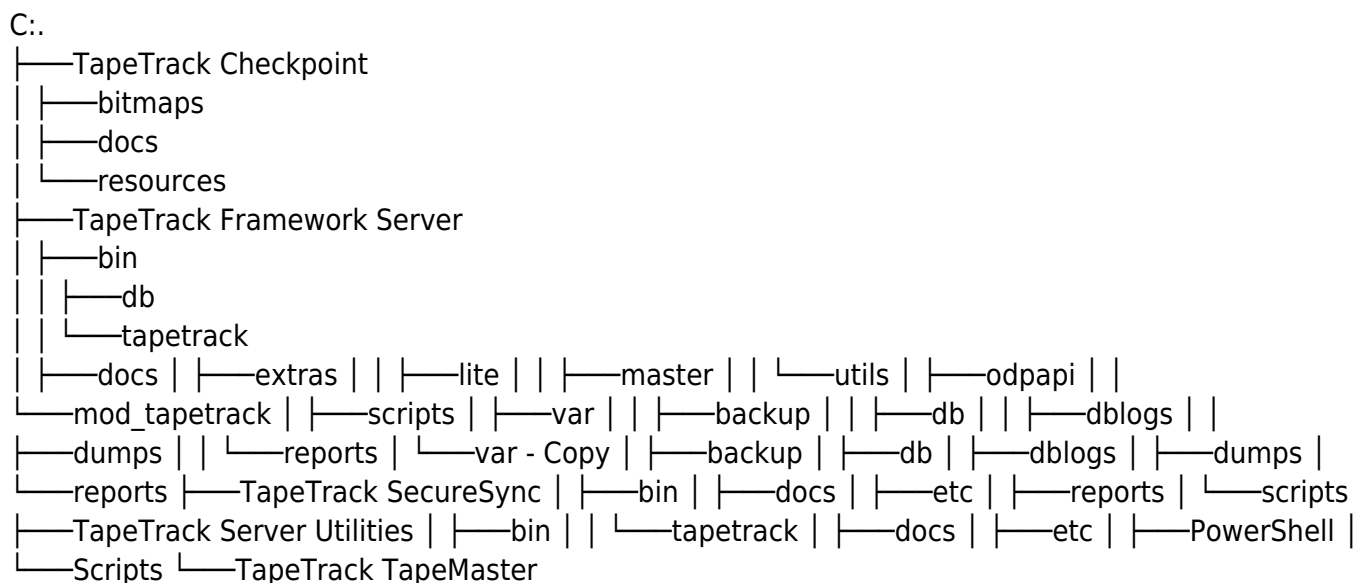 C:.
├───TapeTrack Checkpoint
│ ├───bitmaps
│ ├───docs
│ └───resources
├───TapeTrack Framework Server
│ ├───bin
│ │ ├───db
│ │ └───tapetrack
│ ├───docs │ ├───extras │ │ ├───lite │ │ ├───master │ │ └───utils │ ├───odpapi │ │
└───mod_tapetrack │ ├───scripts │ ├───var │ │ ├───backup │ │ ├───db │ │ ├───dblogs │ │
├───dumps │ │ └───reports │ └───var - Copy │ ├───backup │ ├───db │ ├───dblogs │ ├───dumps │
└───reports ├───TapeTrack SecureSync │ ├───bin │ ├───docs │ ├───etc │ ├───reports │ └───scripts
├───TapeTrack Server Utilities │ ├───bin │ │ └───tapetrack │ ├───docs │ ├───etc │ ├───PowerShell │
└───Scripts └───TapeTrack TapeMaster